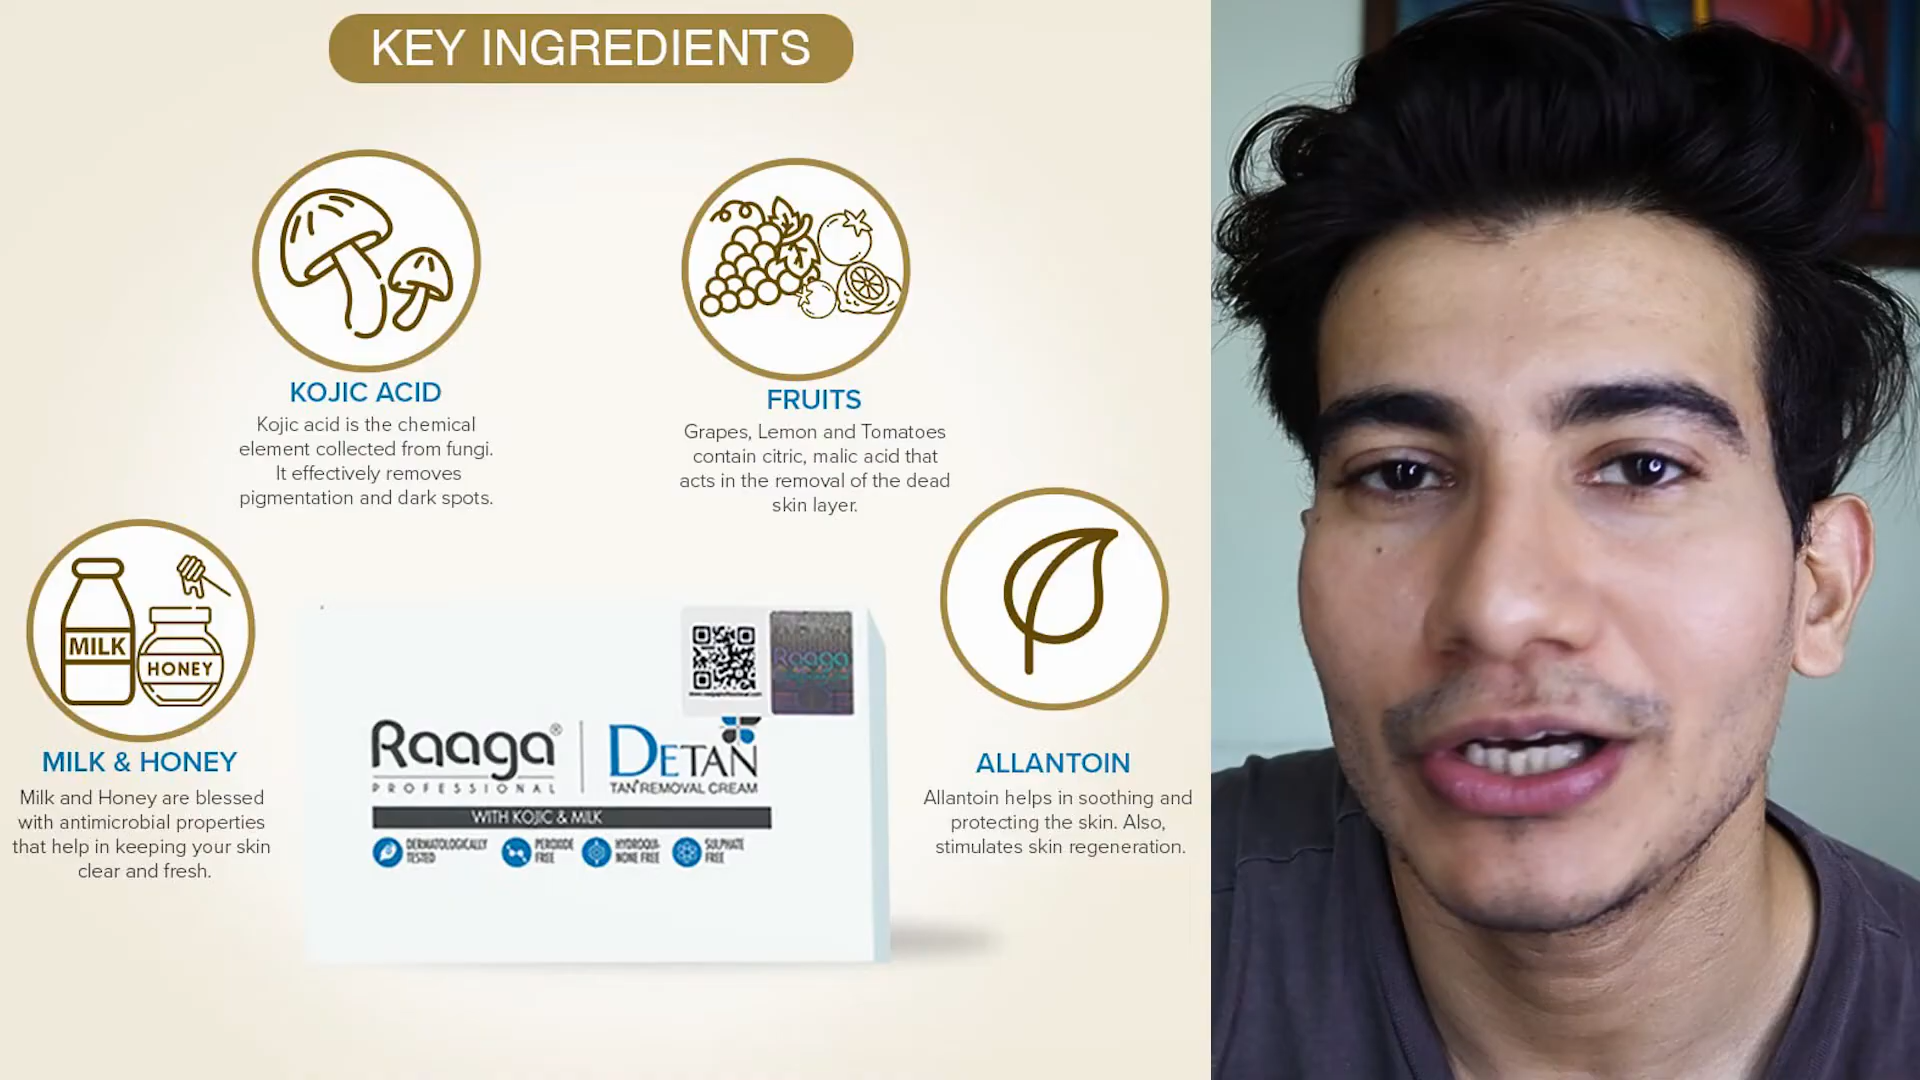 KEY INGREDIENTS
KOJIC ACID
Kojic acid is the chemical
element collected from fungi.
It effectively removes
pigmentation and dark spots.
FRUITS
Grapes, Lemon and Tomatoes
contain citric, malic acid that
acts in the removal of the dead
skin layer.
MILK
HONEY
MILK & HONEY
Milk and Honey are blessed
with antimicrobial properties
that help in keeping your skin
clear and fresh.
ALLANTOIN
Allantoin helps in soothing and
protecting the skin. Also,
stimulates skin regeneration.
Raaga
Raaga®
PROFESSIONAL
DETAN
TAN REMOVAL CREAM
WITH KOJIC & MILK
DERMATOLOGICALLY
TESTED
PEROXIDE
FREE
HYDROQUI-
NONE FREE
SULPHATE
FREE